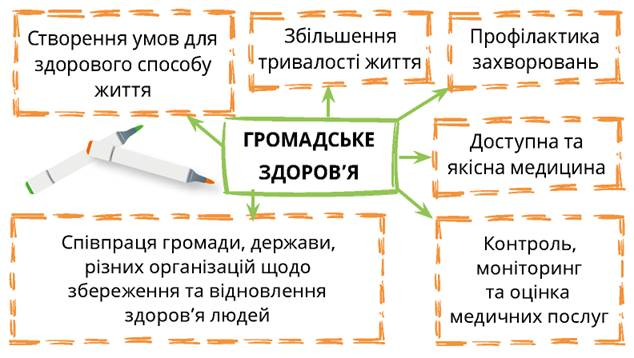 Створення умов для
здорового способу
життя
Збільшення
тривалості життя
Профілактика
захворювань
ГРОМАДСЬКЕ
ЗДОРОВ’Я
Доступна та
якісна медицина
Співпраця громади, держави,
різних організацій щодо
збереження та відновлення
здоров’я людей
Контроль,
моніторинг
та оцінка
медичних послуг